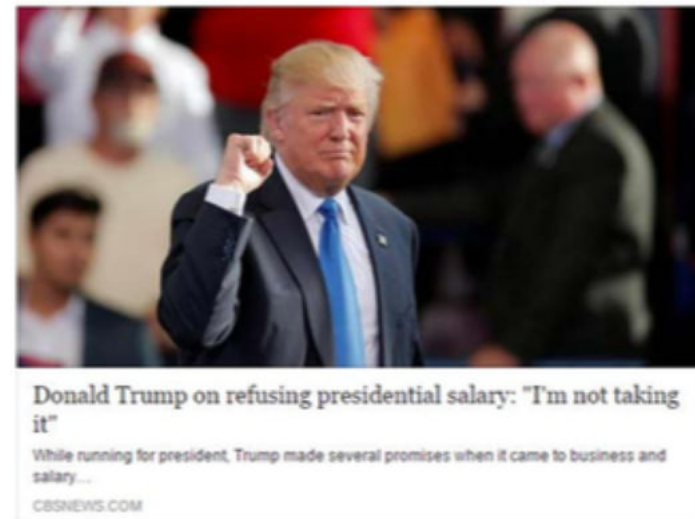 Donald Trump on refusing presidential salary: "I'm not taking
it"
While running for president, Trump made several promises when it came to business and
salary...
CBSNEWS.COM